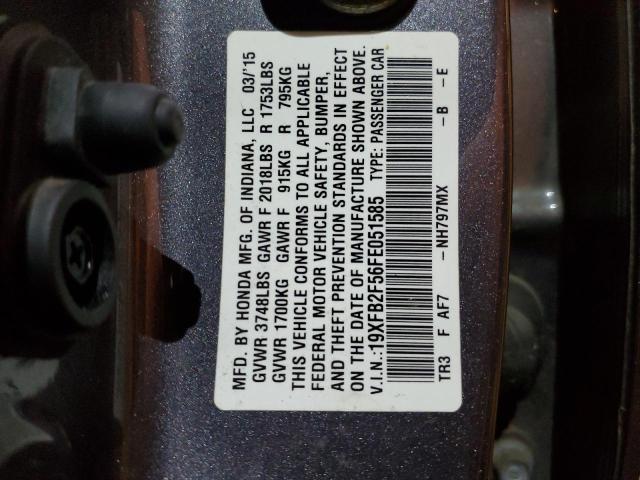 MFD. BY HONDA MFG. OF INDIANA, LLC 03/'15
GVWR 3748LBS GAWR F 2018LBS R 1753LBS
GVWR 1700KG GAWR F 915KG R 795KG
THIS VEHICLE CONFORMS TO ALL APPLICABLE
FEDERAL MOTOR VEHICLE SAFETY, BUMPER,
AND THEFT PREVENTION STANDARDS IN EFFECT
ON THE DATE OF MANUFACTURE SHOWN ABOVE.
V.I.N.:19XFB2F56FE051585 TYPE: PASSENGER CAR
TR3 F AF7 -NH797MX -B -E